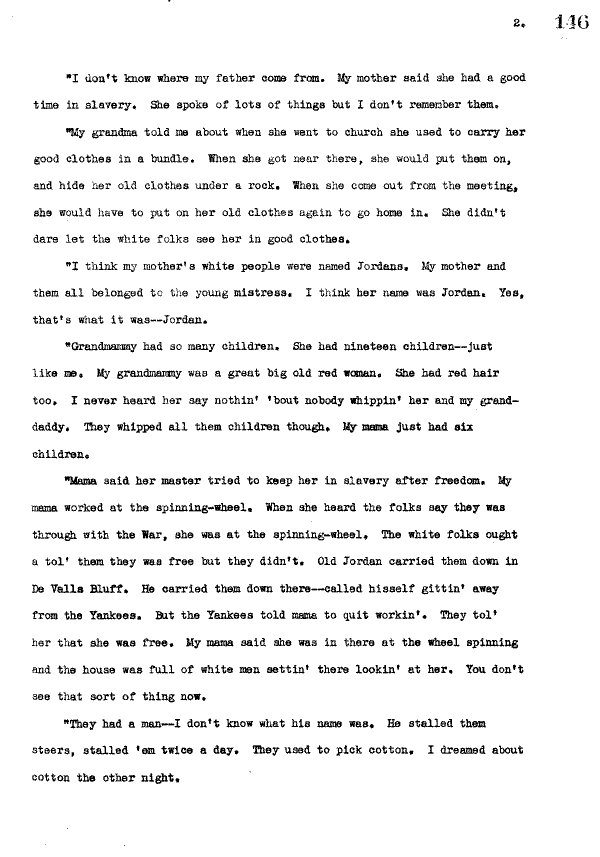 2. 146
"I don't know where my father come from. My mother said she had a good
time in slavery. She spoke of lots of things but I don't remember them.
"My grandma told me about when she went to church she used to carry her
good clothes in a bundle. When she got near there, she would put them on,
and hide her old clothes under a rock. When she come out from the meeting,
she would have to put on her old clothes again to go home in. She didn't
dare let the white folks see her in good clothes.
"I think my mother's white people were named Jordans. My mother and
them all belonged to the young mistress. I think her name was Jordan. Yes,
that's what it was--Jordan.
"Grandmammy had so many children. She had nineteen children--just
like me. My grandmammy was a great big old red woman. She had red hair
too. I never heard her say nothin' 'bout nobody whippin' her and my grand-
daddy. They whipped all them children though. My mama just had six
children.
"Mama said her master tried to keep her in slavery after freedom. My
mama worked at the spinning-wheel. When she heard the folks say they was
through with the War, she was at the spinning-wheel. The white folks ought
a tol' them they was free but they didn't. Old Jordan carried them down in
De Valls Bluff. He carried them down there--called hisself gittin' away
from the Yankees. But the Yankees told mama to quit workin'. They tol'
her that she was free. My mama said she was in there at the wheel spinning
and the house was full of white men settin' there lookin' at her. You don't
see that sort of thing now.
"They had a man--I don't know what his name was. He stalled them
steers, stalled 'em twice a day. They used to pick cotton. I dreamed about
cotton the other night.